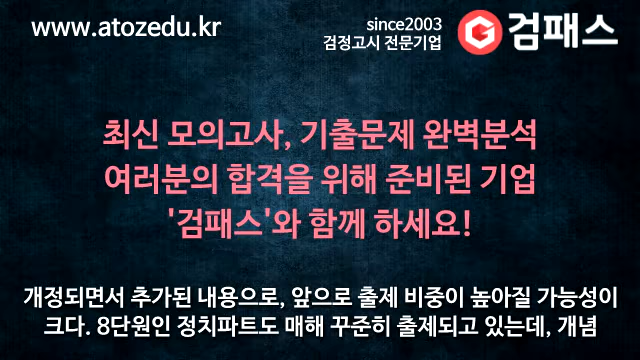 www.atozedu.kr
since2003
검정고시 전문기업
검패스
최신 모의고사, 기출문제 완벽분석
여러분의 합격을 위해 준비된 기업
'검패스'와 함께 하세요!
개정되면서 추가된 내용으로, 앞으로 출제 비중이 높아질 가능성이
크다. 8단원인 정치파트도 매해 꾸준히 출제되고 있는데, 개념